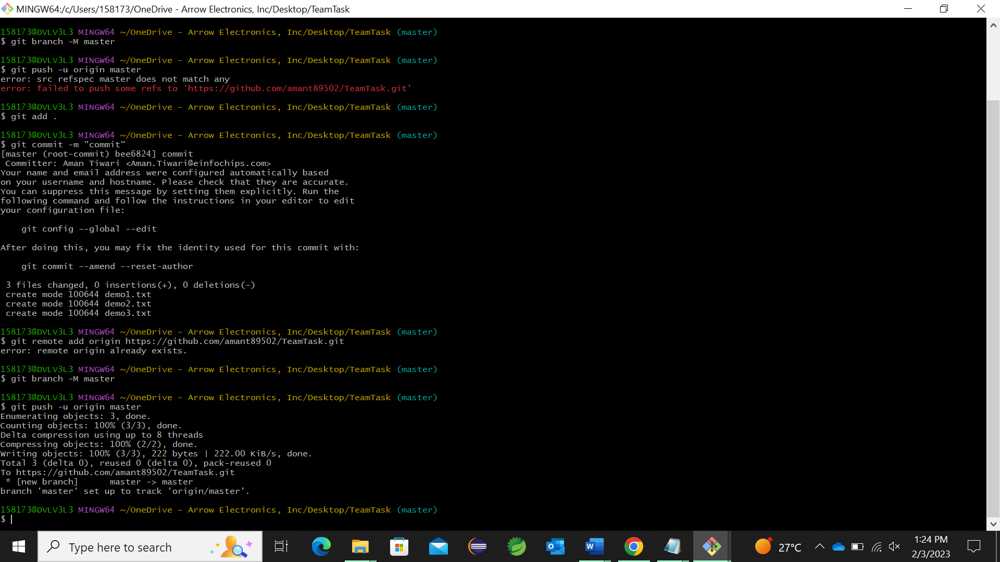 MINGW64:/c/Users/158173/OneDrive - Arrow Electronics, Inc/Desktop/TeamTask
158173@DVLV3L3 MINGW64 ~/OneDrive - Arrow Electronics, Inc/Desktop/TeamTask (master)
$ git branch -M master
158173@DVLV3L3 MINGW64 ~/OneDrive - Arrow Electronics, Inc/Desktop/TeamTask (master)
$ git push -u origin master
error: src refspec master does not match any
error: failed to push some refs to 'https://github.com/amant89502/TeamTask.git'
158173@DVLV3L3 MINGW64 ~/OneDrive - Arrow Electronics, Inc/Desktop/TeamTask (master)
$ git add .
158173@DVLV3L3 MINGW64 ~/OneDrive - Arrow Electronics, Inc/Desktop/TeamTask (master)
$ git commit -m "commit"
[master (root-commit) bee6824] commit
Committer: Aman Tiwari <Aman.Tiwari@einfochips.com>
Your name and email address were configured automatically based
on your username and hostname. Please check that they are accurate.
You can suppress this message by setting them explicitly. Run the
following command and follow the instructions in your editor to edit
your configuration file:
git config --global --edit
After doing this, you may fix the identity used for this commit with:
git commit --amend --reset-author
3 files changed, 0 insertions(+), 0 deletions(-)
create mode 100644 demo1.txt
create mode 100644 demo2.txt
create mode 100644 demo3.txt
158173@DVLV3L3 MINGW64 ~/OneDrive - Arrow Electronics, Inc/Desktop/TeamTask (master)
$ git remote add origin https://github.com/amant89502/TeamTask.git
error: remote origin already exists.
158173@DVLV3L3 MINGW64 ~/OneDrive - Arrow Electronics, Inc/Desktop/TeamTask (master)
$ git branch -M master
158173@DVLV3L3 MINGW64 ~/OneDrive - Arrow Electronics, Inc/Desktop/TeamTask (master)
$ git push -u origin master
Enumerating objects: 3, done.
Counting objects: 100% (3/3), done.
Delta compression using up to 8 threads
Compressing objects: 100% (2/2), done.
Writing objects: 100% (3/3), 222 bytes | 222.00 KiB/s, done.
Total 3 (delta 0), reused 0 (delta 0), pack-reused 0
To https://github.com/amant89502/TeamTask.git
* [new branch]      master -> master
branch 'master' set up to track 'origin/master'.
158173@DVLV3L3 MINGW64 ~/OneDrive - Arrow Electronics, Inc/Desktop/TeamTask (master)
$
Type here to search
27°C
1:24 PM
2/3/2023